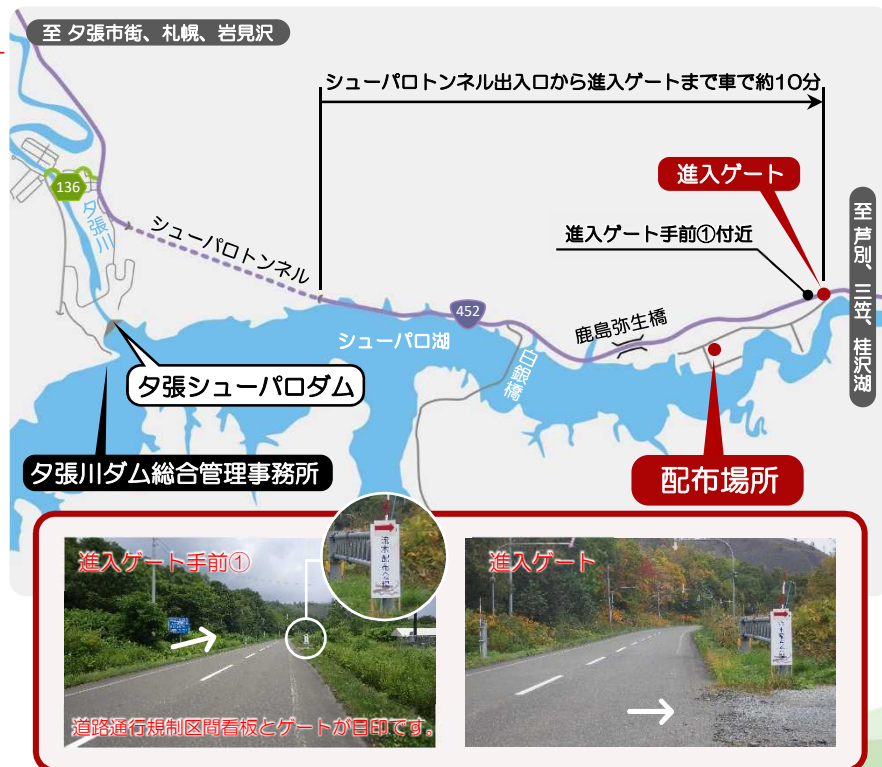 至 夕張市街、札幌、岩見沢
シューパロトンネル出入口から進入ゲートまで車で約10分
進入ゲート
136
夕張川
シューパロトンネル
進入ゲート手前①付近
至 芦別、三笠、桂沢湖
452
鹿島弥生橋
シューパロ湖
白銀橋
夕張シューパロダム
夕張川ダム総合管理事務所
配布場所
進入ゲート手前①
流木配布会場
進入ゲート
道路通行規制区間看板とゲートが目印です。